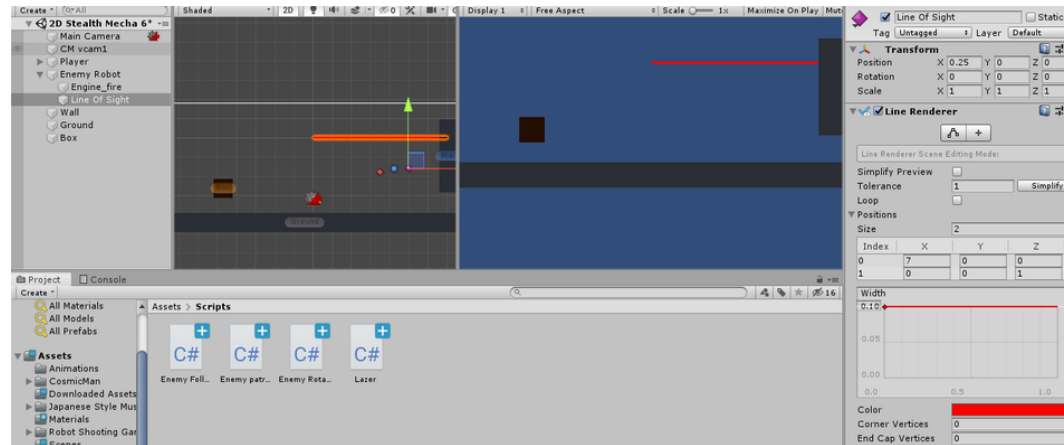 Create Q▾All
2D Stealth Mecha 6*
Main Camera
CM vcam1
Player
Enemy Robot
Engine_fire
Line Of Sight
Wall
Ground
Box
Shaded 2D 0
Ground
Display 1 Free Aspect Scale 1x Maximize On Play Mut
Line Of Sight Static
Tag Untagged Layer Default
Transform
Position X 0.25 Y 0 Z 0
Rotation X 0 Y 0 Z 0
Scale X 1 Y 1 Z 1
Line Renderer
Line Renderer Scene Editing Mode:
Simplify Preview
Tolerance 1 Simplify
Loop
Positions
Size 2
Index X Y Z
0 7 0 0
1 0 0 1
Width
0.10
0.05
0.00
0.0 0.5 1.0
Color
Corner Vertices 0
End Cap Vertices 0
Project Console
Create
16
All Materials
All Models
All Prefabs
Assets
Animations
CosmicMan
Downloaded Assets
Japanese Style Mus
Materials
Robot Shooting Gar
Scenes
Assets > Scripts
C# C# C# C#
Enemy Foll... Enemy patr... Enemy Rota... Lazer